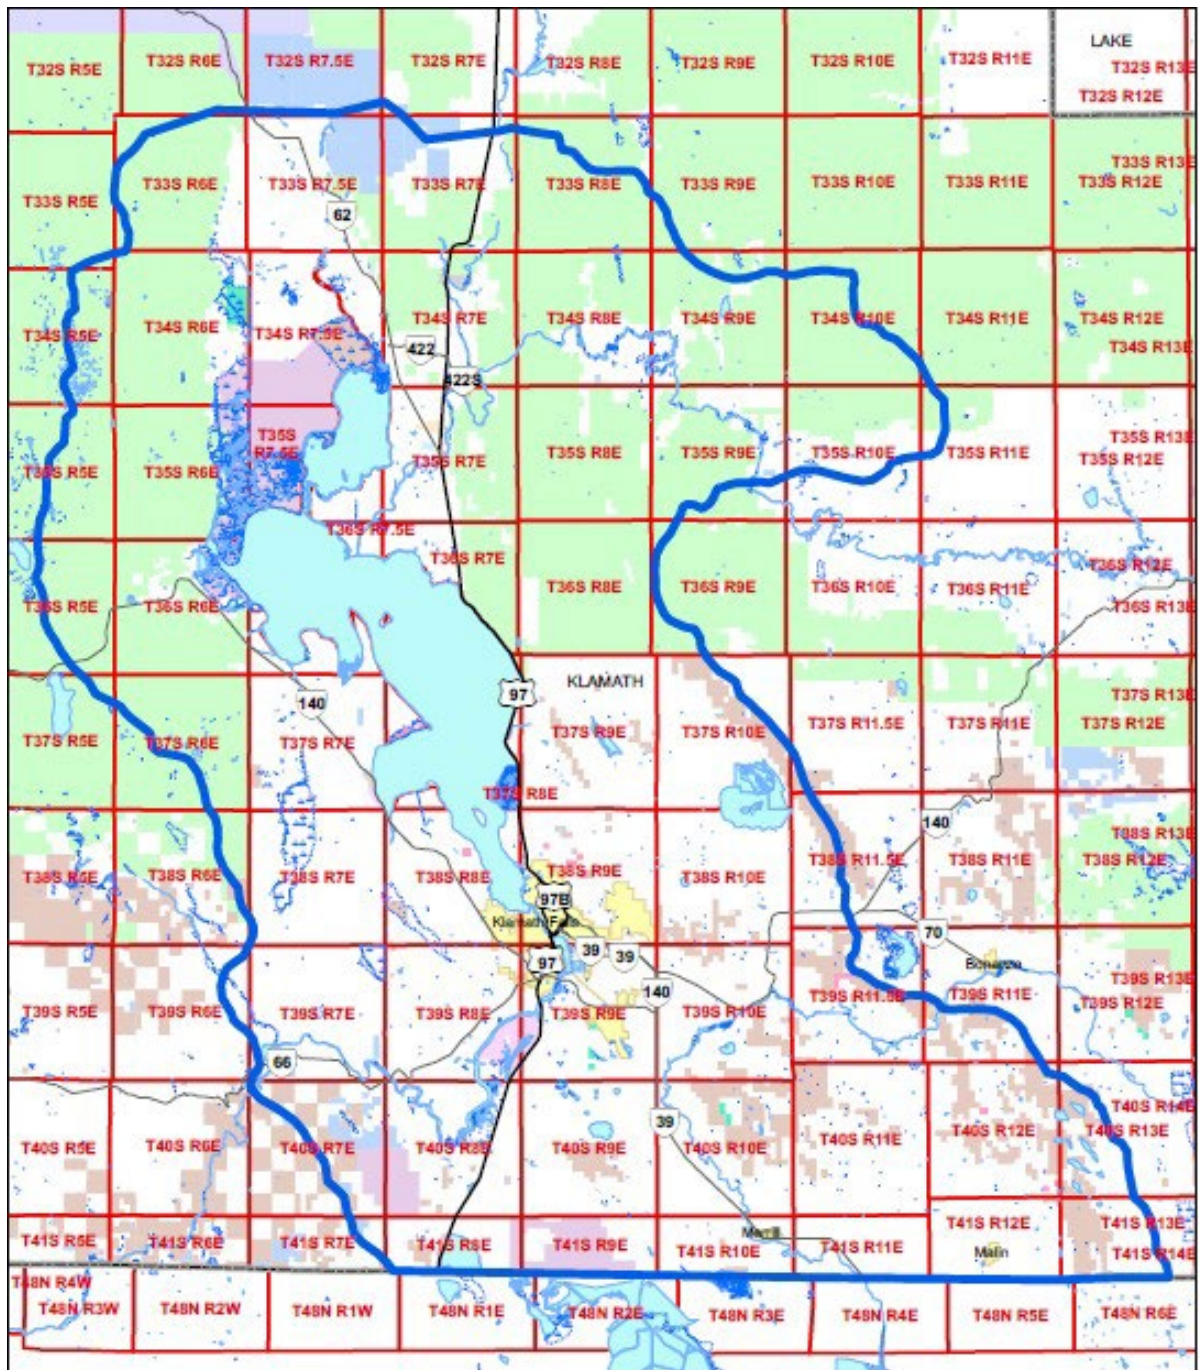 LAKE
T32S R5E
T32S R6E
T32S R7.5E
T32S R7E
T32S R8E
T32S R9E
T32S R10E
T32S R11E
T32S R13E
T32S R12E
T33S R5E
T33S R6E
T33S R7.5E
T33S R7E
T33S R8E
T33S R9E
T33S R10E
T33S R11E
T33S R13E
T33S R12E
62
T34S R5E
T34S R6E
T34S R7.5E
T34S R7E
T34S R8E
T34S R9E
T34S R10E
T34S R11E
T34S R12E
T34S R13E
422
422S
T35S R5E
T35S R6E
T35S
R7.5E
T35S R7E
T35S R8E
T35S R9E
T35S R10E
T35S R11E
T35S R13E
T35S R12E
T36S R7.5E
T36S R5E
T36S R6E
T36S R7E
T36S R8E
T36S R9E
T36S R10E
T36S R11E
T36S R12E
T36S R13E
KLAMATH
97
140
T37S R5E
T37S R6E
T37S R7E
T37S R8E
T37S R9E
T37S R10E
T37S R11.5E
T37S R11E
T37S R13E
T37S R12E
140
T38S R5E
T38S R6E
T38S R7E
T38S R8E
T38S R9E
T38S R10E
T38S R11.5E
T38S R11E
T38S R13E
T38S R12E
97B
Klamath Falls
97
39
39
140
70
Bonanza
T39S R5E
T39S R6E
T39S R7E
T39S R8E
T39S R9E
T39S R10E
T39S R11.5E
T39S R11E
T39S R13E
T39S R12E
66
39
T40S R5E
T40S R6E
T40S R7E
T40S R8E
T40S R9E
T40S R10E
T40S R11E
T40S R12E
T40S R14E
T40S R13E
T41S R5E
T41S R6E
T41S R7E
T41S R8E
T41S R9E
T41S R10E
Merrill
T41S R11E
T41S R12E
Malin
T41S R13E
T41S R14E
T48N R4W
T48N R3W
T48N R2W
T48N R1W
T48N R1E
T48N R2E
T48N R3E
T48N R4E
T48N R5E
T48N R6E